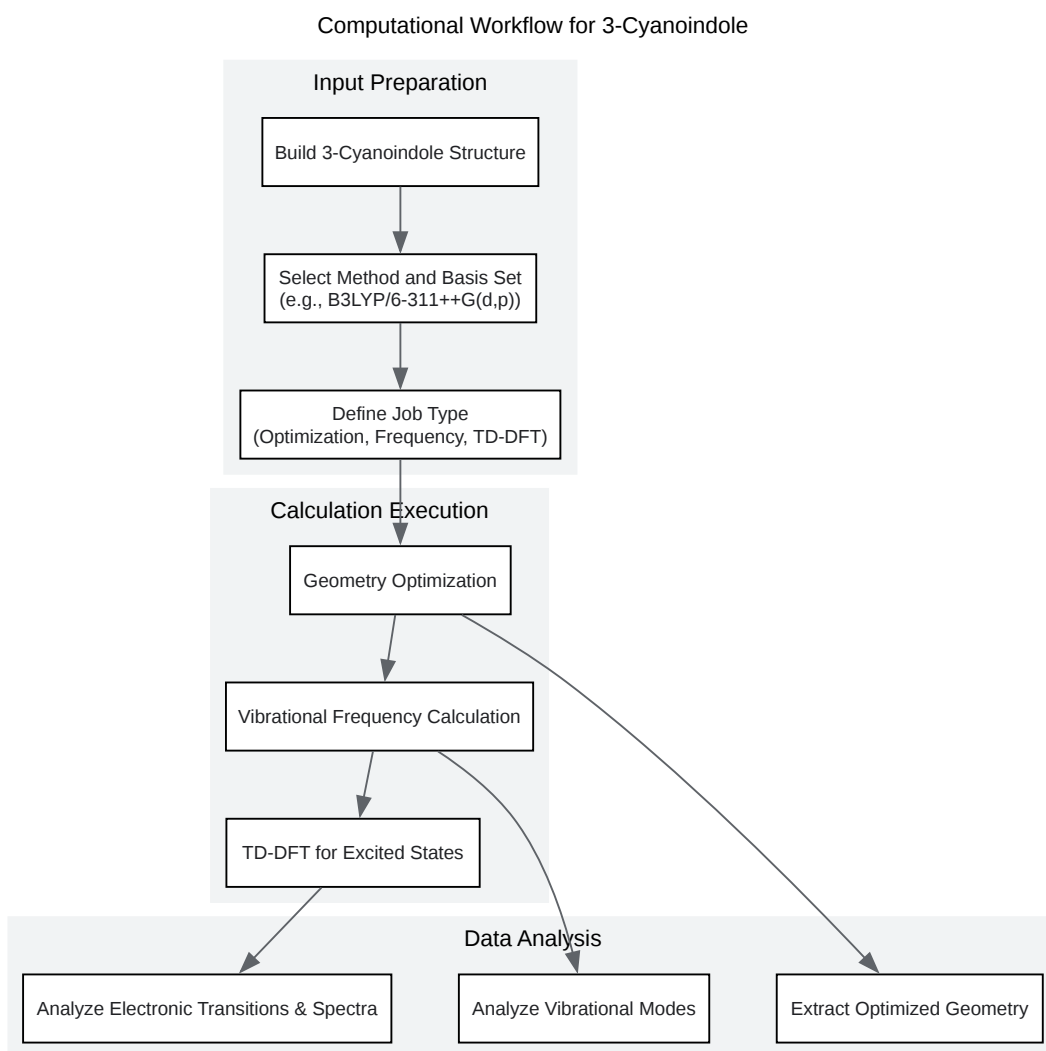 Computational Workflow for 3-Cyanoindole
Input Preparation
Build 3-Cyanoindole Structure
Select Method and Basis Set
(e.g., B3LYP/6-311++G(d,p))
Define Job Type
(Optimization, Frequency, TD-DFT)
Calculation Execution
Geometry Optimization
Vibrational Frequency Calculation
TD-DFT for Excited States
Data Analysis
Analyze Electronic Transitions & Spectra
Analyze Vibrational Modes
Extract Optimized Geometry